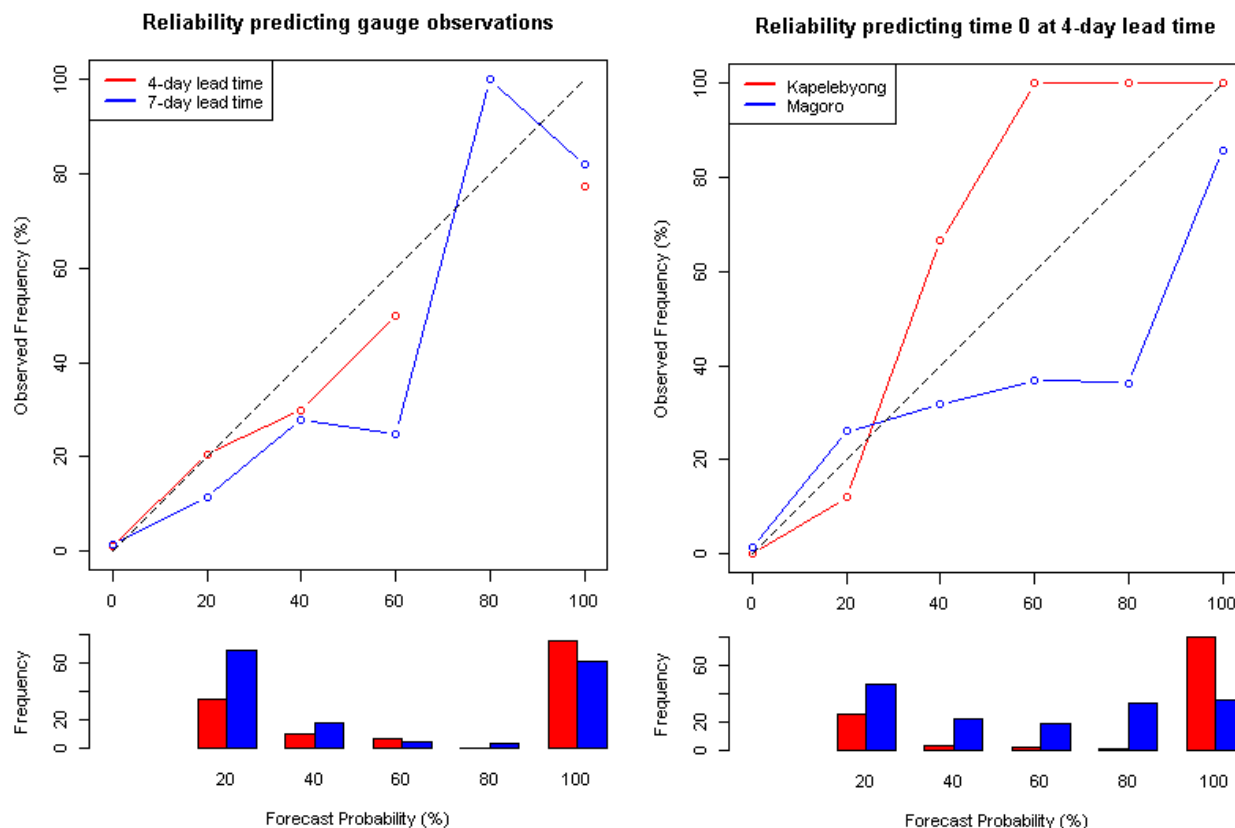 Reliability predicting gauge observations
4-day lead time
7-day lead time
Observed Frequency (%)
100
80
60
40
20
0
0 20 40 60 80 100
Frequency
60
20
0
20 40 60 80 100
Forecast Probability (%)
Reliability predicting time 0 at 4-day lead time
Kapelebyong
Magoro
Observed Frequency (%)
100
80
60
40
20
0
0 20 40 60 80 100
Frequency
60
20
0
20 40 60 80 100
Forecast Probability (%)